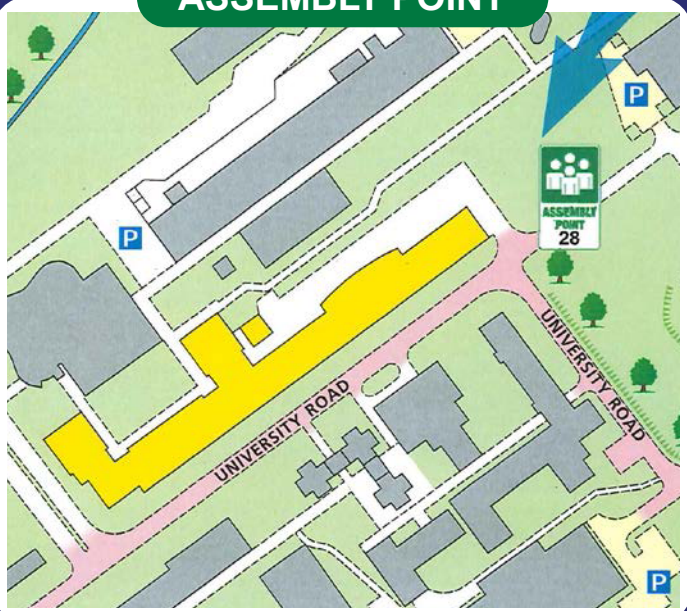 ASSEMBLY POINT
P
P
ASSEMBLY
POINT
28
UNIVERSITY ROAD
UNIVERSITY ROAD
P